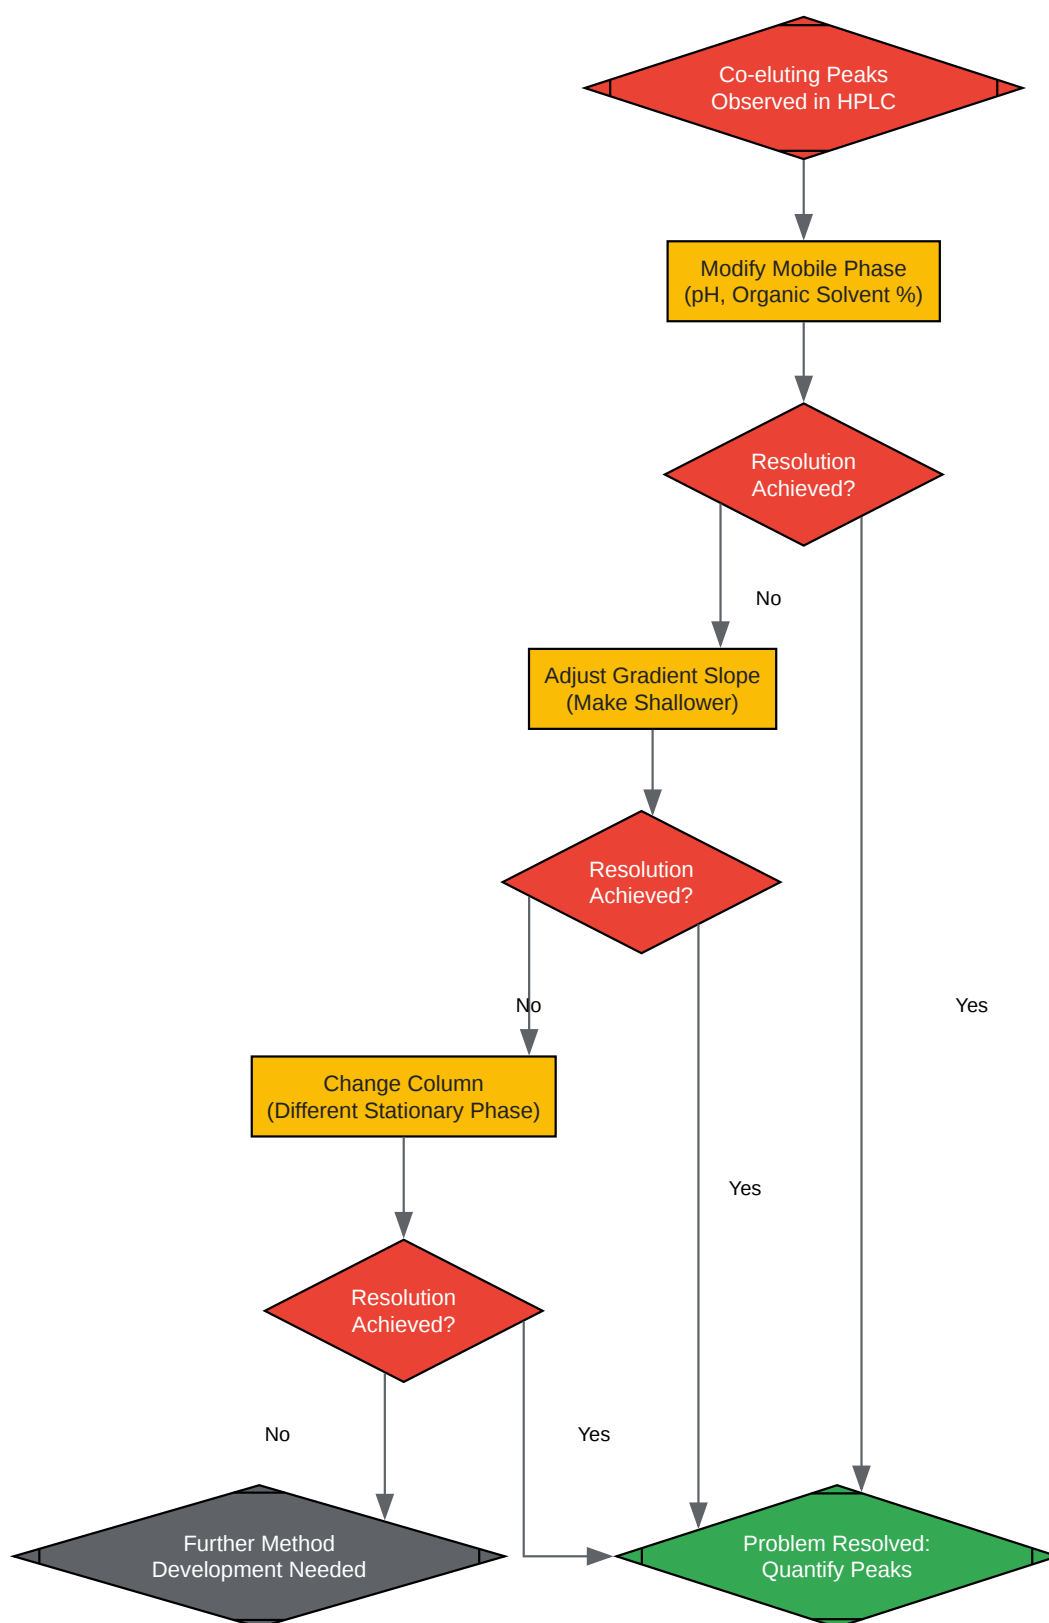 Co-eluting Peaks
Observed in HPLC
Modify Mobile Phase
(pH, Organic Solvent %)
Resolution
Achieved?
No
Adjust Gradient Slope
(Make Shallower)
Resolution
Achieved?
No
Yes
Change Column
(Different Stationary Phase)
Yes
Resolution
Achieved?
No
Yes
Further Method
Development Needed
Problem Resolved:
Quantify Peaks